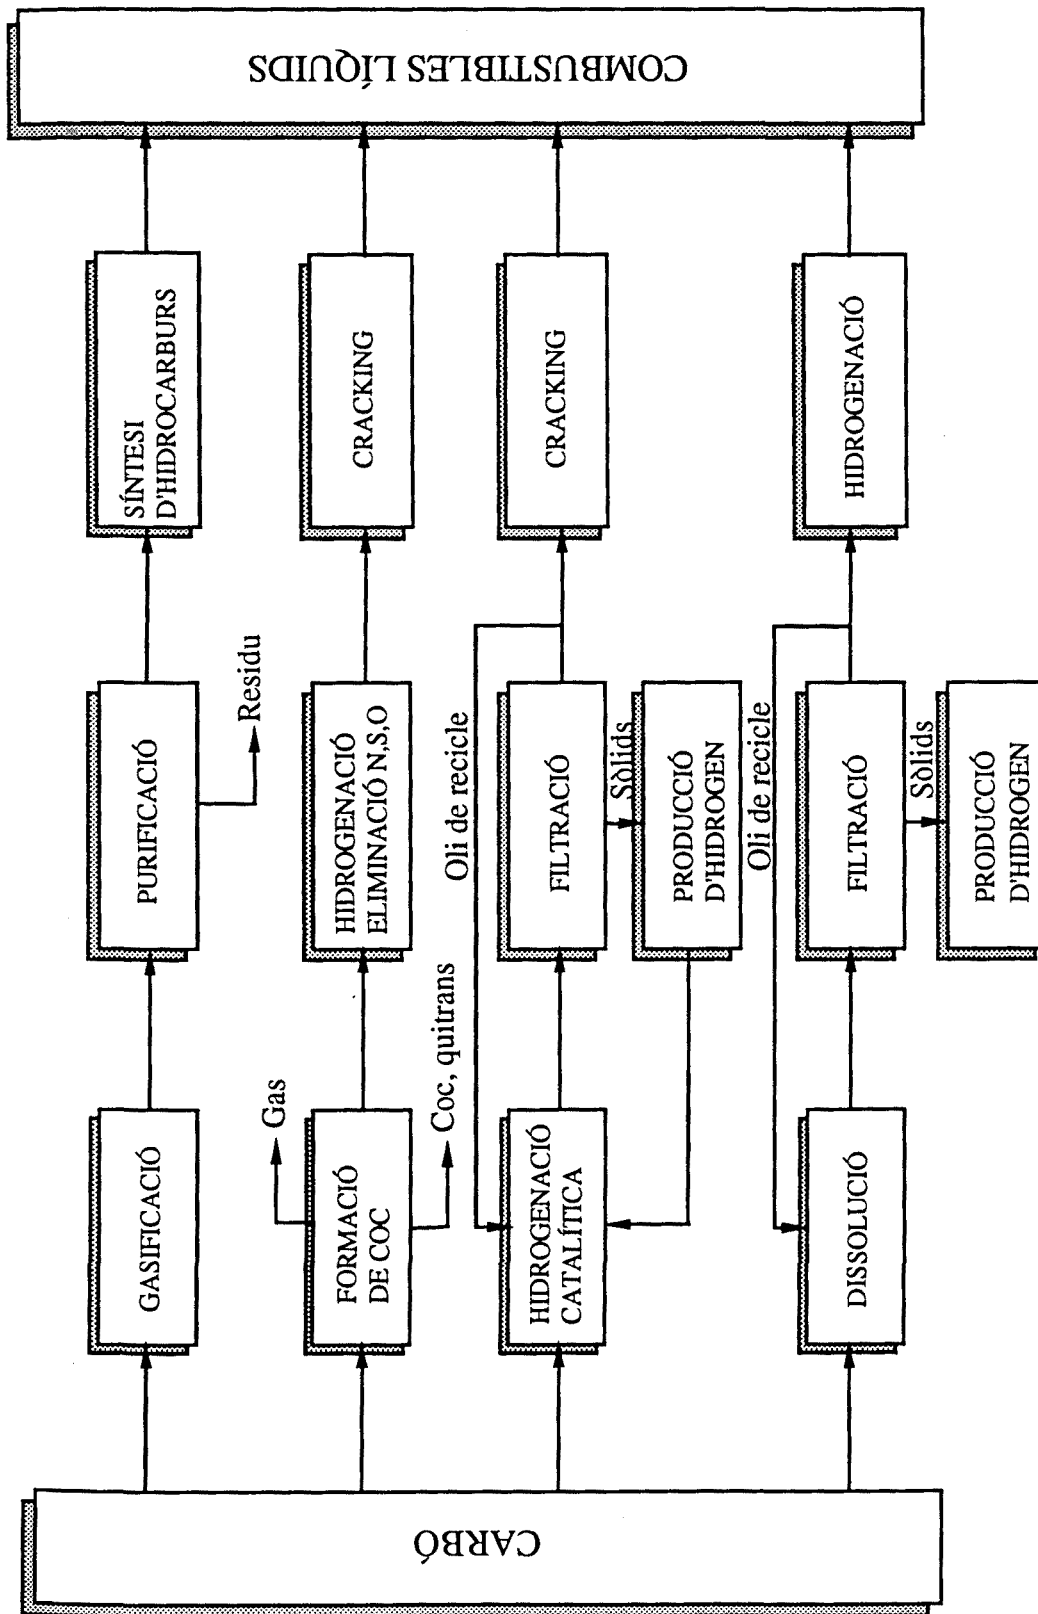 CARBÓ
GASIFICACIÓ
PURIFICACIÓ
Residu
SÍNTESI
D'HIDROCARBURS
Gas
FORMACIÓ
DE COC
Coc, quitrans
HIDROGENACIÓ
ELIMINACIÓ N,S,O
CRACKING
Oli de recicle
HIDROGENACIÓ
CATALÍTICA
FILTRACIÓ
Sòlids
PRODUCCIÓ
D'HIDROGEN
CRACKING
Oli de recicle
DISSOLUCIÓ
FILTRACIÓ
Sòlids
PRODUCCIÓ
D'HIDROGEN
HIDROGENACIÓ
COMBUSTIBLES LÍQUIDS